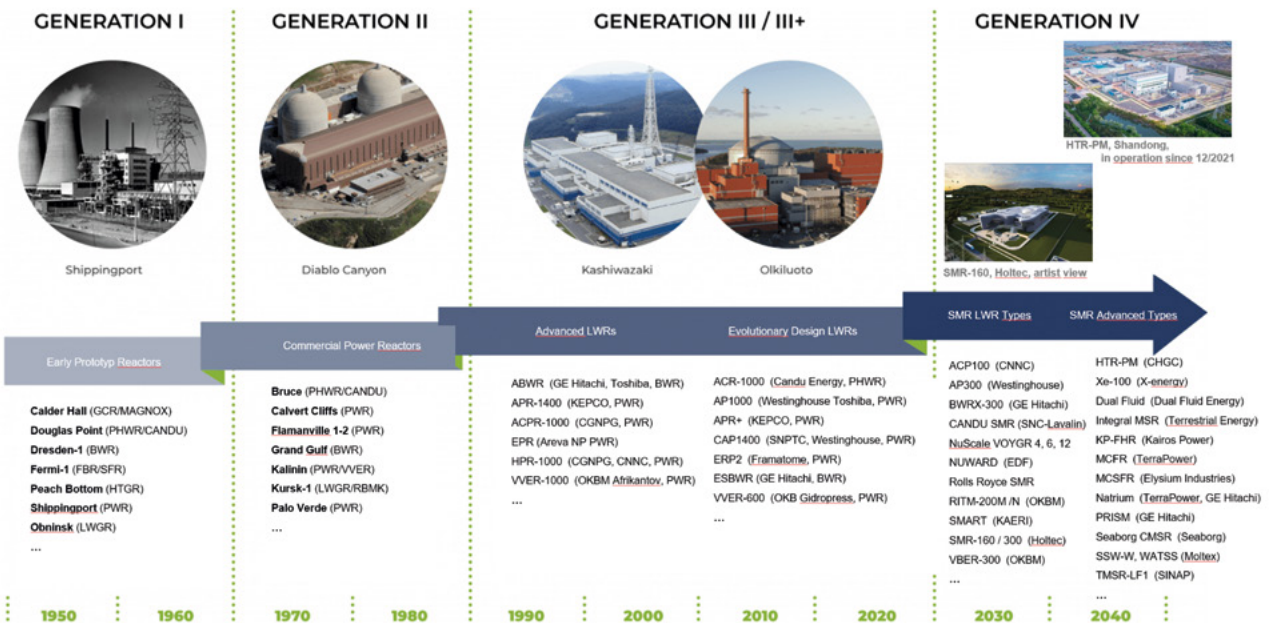 GENERATION I
GENERATION II
GENERATION III / III+
GENERATION IV
HTR-PM, Shandong,
in operation since 12/2021
SMR-160, Holtec, artist view
Shippingport
Diablo Canyon
Kashiwazaki
Olkiluoto
Early Prototyp Reactors
Commercial Power Reactors
Advanced LWRs
Evolutionary Design LWRs
SMR LWR Types
SMR Advanced Types
Calder Hall (GCR/MAGNOX)
Douglas Point (PHWR/CANDU)
Dresden-1 (BWR)
Fermi-1 (FBR/SFR)
Peach Bottom (HTGR)
Shippingport (PWR)
Obninsk (LWGR)
...
Bruce (PHWR/CANDU)
Calvert Cliffs (PWR)
Flamanville 1-2 (PWR)
Grand Gulf (BWR)
Kalinin (PWR/VVER)
Kursk-1 (LWGR/RBMK)
Palo Verde (PWR)
...
ABWR (GE Hitachi, Toshiba, BWR)
APR-1400 (KEPCO, PWR)
ACPR-1000 (CGNPG, PWR)
EPR (Areva NP PWR)
HPR-1000 (CGNPG, CNNC, PWR)
VVER-1000 (OKBM Afrikantov, PWR)
...
ACR-1000 (Candu Energy, PHWR)
AP1000 (Westinghouse Toshiba, PWR)
APR+ (KEPCO, PWR)
CAP1400 (SNPTC, Westinghouse, PWR)
ERP2 (Framatome, PWR)
ESBWR (GE Hitachi, BWR)
VVER-600 (OKB Gidropress, PWR)
...
ACP100 (CNNC)
AP300 (Westinghouse)
BWRX-300 (GE Hitachi)
CANDU SMR (SNC-Lavalin)
NuScale VOYGR 4, 6, 12
NUWARD (EDF)
Rolls Royce SMR
RITM-200M /N (OKBM)
SMART (KAERI)
SMR-160 / 300 (Holtec)
VBER-300 (OKBM)
...
HTR-PM (CHGC)
Xe-100 (X-energy)
Dual Fluid (Dual Fluid Energy)
Integral MSR (Terrestrial Energy)
KP-FHR (Kairos Power)
MCFR (TerraPower)
MCSFR (Elysium Industries)
Natrium (TerraPower, GE Hitachi)
PRISM (GE Hitachi)
Seaborg CMSR (Seaborg)
SSW-W, WATSS (Moltex)
TMSR-LF1 (SINAP)
...
1950
1960
1970
1980
1990
2000
2010
2020
2030
2040